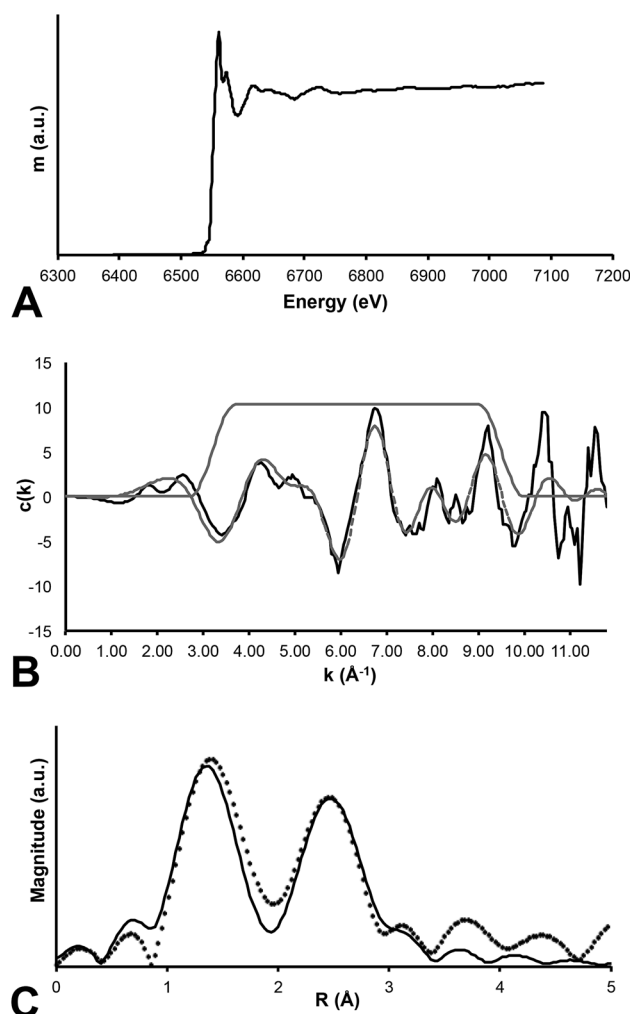 m (a.u.)
6300 6400 6500 6600 6700 6800 6900 7000 7100 7200
Energy (eV)
A
15
10
5
0
-5
-10
-15
c(k)
0.00 1.00 2.00 3.00 4.00 5.00 6.00 7.00 8.00 9.00 10.00 11.00
k (Å-1)
B
Magnitude (a.u.)
0 1 2 3 4 5
R (Å)
C